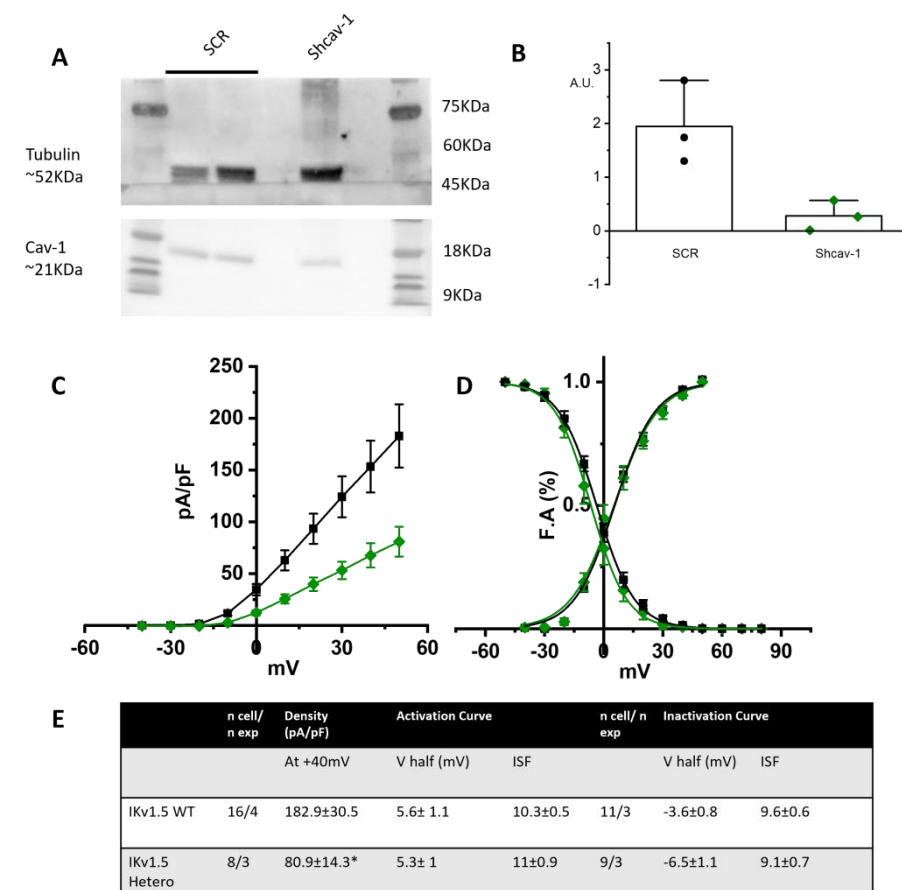 A
SCR
Shcav-1
Tubulin
~52KDa
75KDa
60KDa
45KDa
Cav-1
~21KDa
18KDa
9KDa
B
A.U.
3
2
1
0
-1
SCR
Shcav-1
C
pA/pF
250
200
150
100
50
-60
-30
0
30
60
mV
D
F.A (%)
1.0
0.5
-60
-30
0
30
60
90
mV
E
n cell/ n exp
Density (pA/pF)
Activation Curve
n cell/ n exp
Inactivation Curve
At +40mV
V half (mV)
ISF
V half (mV)
ISF
IKv1.5 WT
16/4
182.9±30.5
5.6± 1.1
10.3±0.5
11/3
-3.6±0.8
9.6±0.6
IKv1.5 Hetero
8/3
80.9±14.3*
5.3± 1
11±0.9
9/3
-6.5±1.1
9.1±0.7